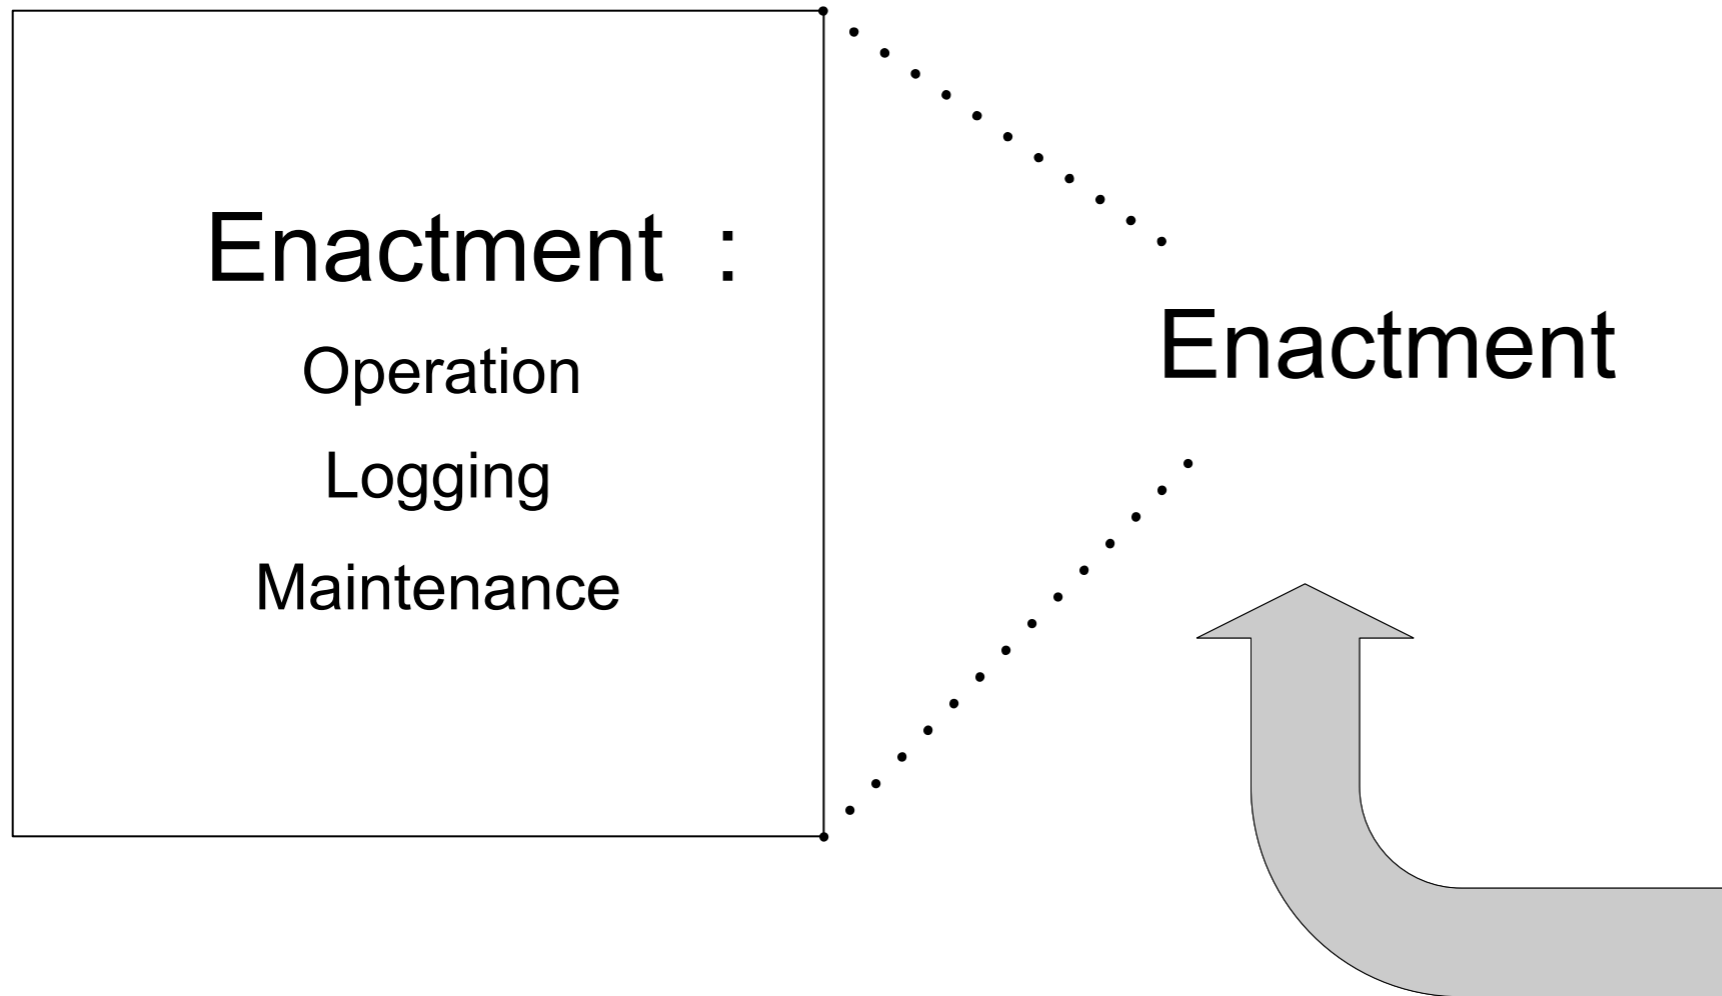 Enactment :
Operation
Logging
Maintenance
Enactment